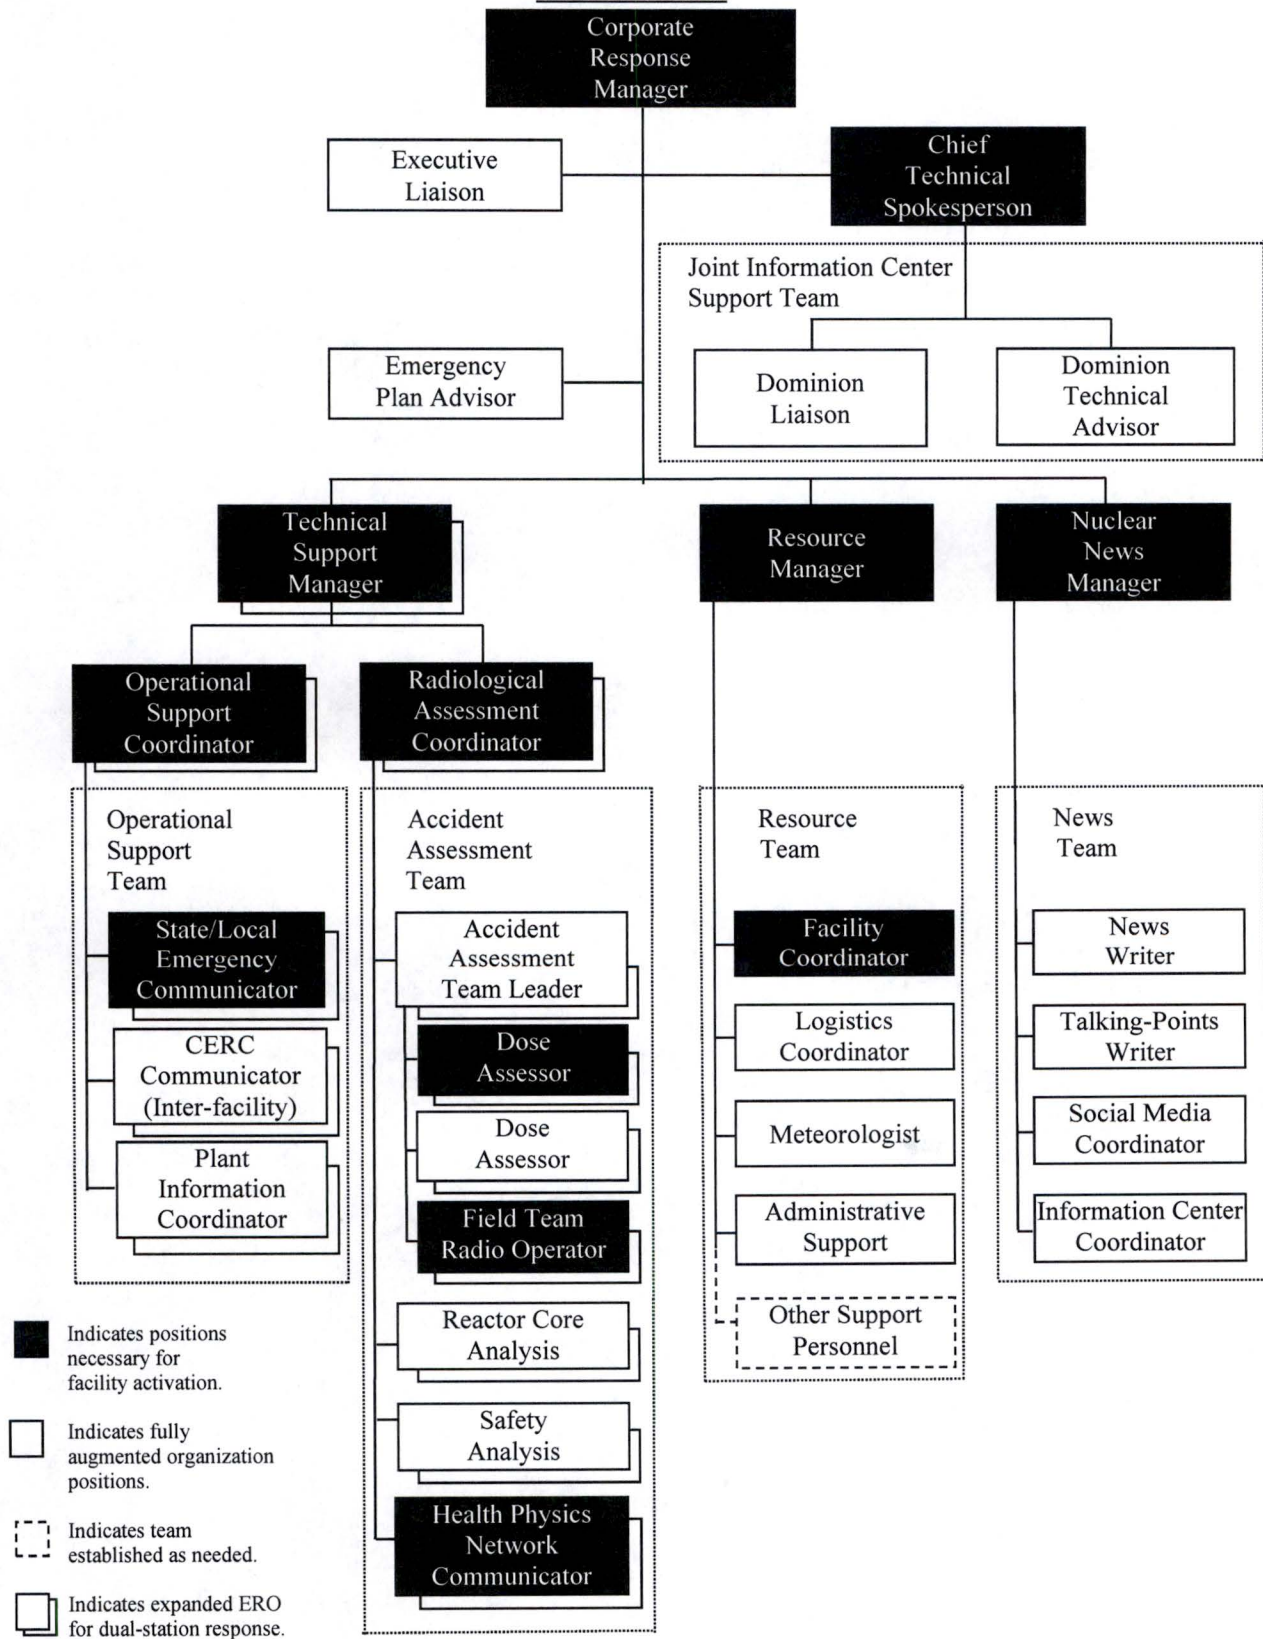 Corporate
Response
Manager
Executive
Liaison
Chief
Technical
Spokesperson
Joint Information Center
Support Team
Emergency
Plan Advisor
Dominion
Liaison
Dominion
Technical
Advisor
Technical
Support
Manager
Resource
Manager
Nuclear
News
Manager
Operational
Support
Coordinator
Radiological
Assessment
Coordinator
Operational
Support
Team
State/Local
Emergency
Communicator
CERC
Communicator
(Inter-facility)
Plant
Information
Coordinator
Accident
Assessment
Team
Accident
Assessment
Team Leader
Dose
Assessor
Dose
Assessor
Field Team
Radio Operator
Reactor Core
Analysis
Safety
Analysis
Health Physics
Network
Communicator
Resource
Team
Facility
Coordinator
Logistics
Coordinator
Meteorologist
Administrative
Support
Other Support
Personnel
News
Team
News
Writer
Talking-Points
Writer
Social Media
Coordinator
Information Center
Coordinator
Indicates positions
necessary for
facility activation.
Indicates fully
augmented organization
positions.
Indicates team
established as needed.
Indicates expanded ERO
for dual-station response.